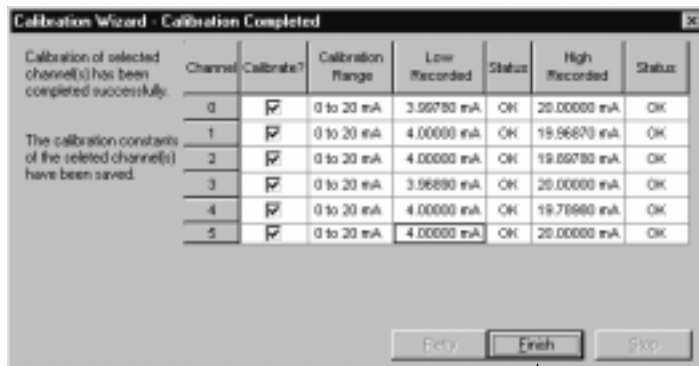 Calibration Wizard - Calibration Completed
Calibration of selected
channel(s) has been
completed successfully.
The calibration constants
of the seleted channel(s)
have been saved.
Channel Calibrate? Calibration Range Low Recorded Status High Recorded Status
0 0 to 20 mA 3.99780 mA OK 20.00000 mA OK
1 0 to 20 mA 4.00000 mA OK 19.96870 mA OK
2 0 to 20 mA 4.00000 mA OK 19.89780 mA OK
3 0 to 20 mA 3.96890 mA OK 20.00000 mA OK
4 0 to 20 mA 4.00000 mA OK 19.78980 mA OK
5 0 to 20 mA 4.00000 mA OK 20.00000 mA OK
Retry Finish Stop